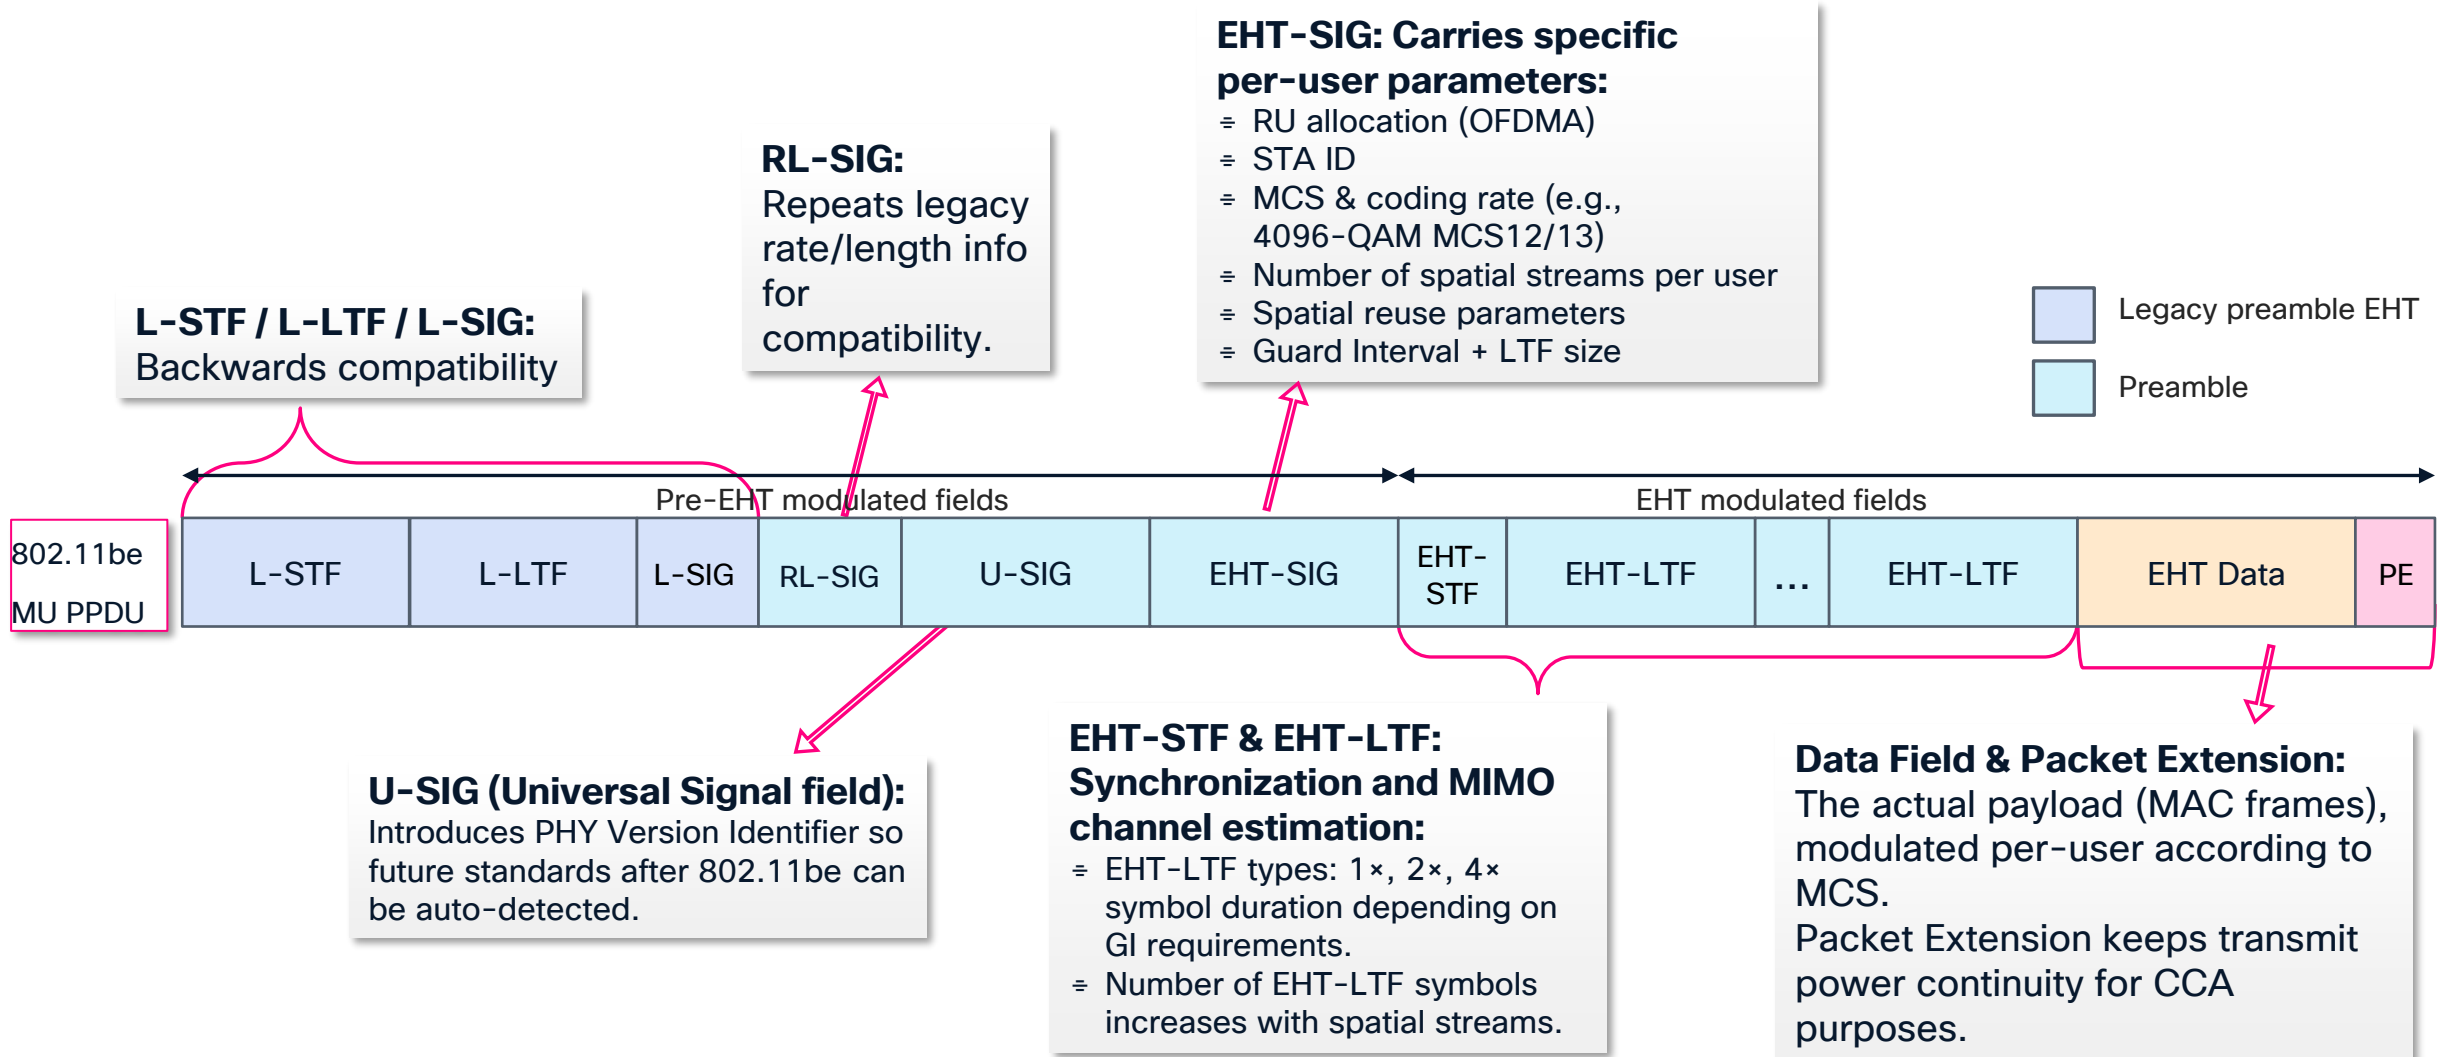 EHT-SIG: Carries specific
per-user parameters:
RU allocation (OFDMA)
STA ID
MCS & coding rate (e.g.,
4096-QAM MCS12/13)
Number of spatial streams per user
Spatial reuse parameters
Guard Interval + LTF size
RL-SIG:
Repeats legacy
rate/length info
for
compatibility.
L-STF / L-LTF / L-SIG:
Backwards compatibility
Legacy preamble EHT
Preamble
Pre-EHT modulated fields
EHT modulated fields
802.11be
MU PPDU
L-STF
L-LTF
L-SIG
RL-SIG
U-SIG
EHT-SIG
EHT-
STF
EHT-LTF
...
EHT-LTF
EHT Data
PE
U-SIG (Universal Signal field):
Introduces PHY Version Identifier so
future standards after 802.11be can
be auto-detected.
EHT-STF & EHT-LTF:
Synchronization and MIMO
channel estimation:
EHT-LTF types: 1×, 2×, 4×
symbol duration depending on
GI requirements.
Number of EHT-LTF symbols
increases with spatial streams.
Data Field & Packet Extension:
The actual payload (MAC frames),
modulated per-user according to
MCS.
Packet Extension keeps transmit
power continuity for CCA
purposes.